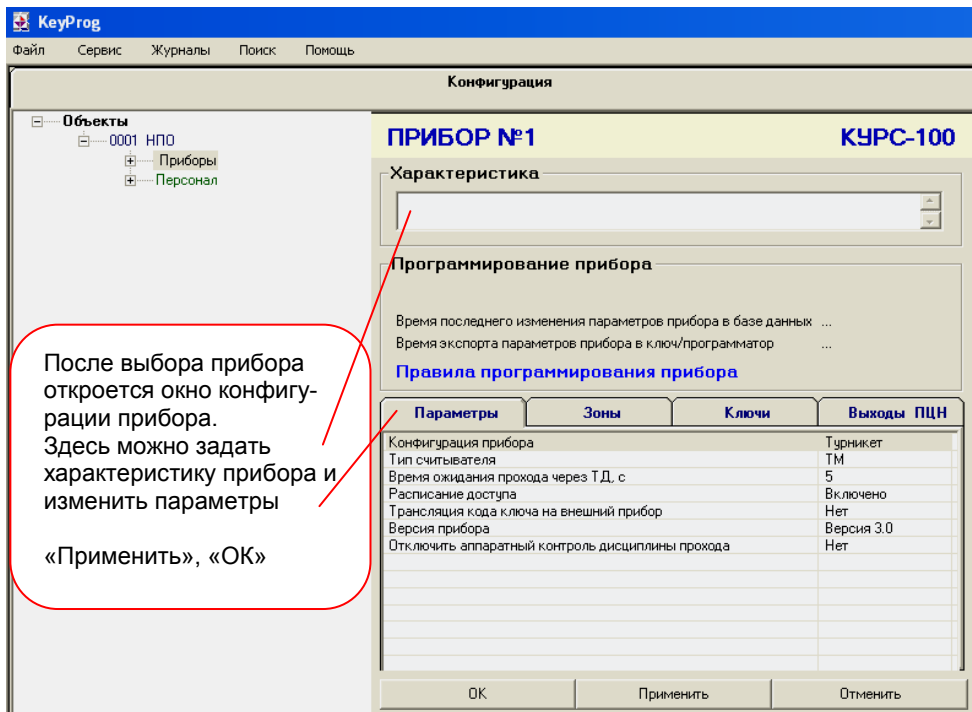 KeyProg
Файл Сервис Журналы Поиск Помощь
Конфигурация
Объекты
0001 НПО
Приборы
Персонал
ПРИБОР №1 КУРС-100
Характеристика
Программирование прибора
Время последнего изменения параметров прибора в базе данных ...
Время экспорта параметров прибора в ключ/программатор ...
Правила программирования прибора
После выбора прибора
откроется окно конфигу-
рации прибора.
Здесь можно задать
характеристику прибора и
изменить параметры
«Применить», «ОК»
Параметры Зоны Ключи Выходы ПЦН
Конфигурация прибора Турникет
Тип считывателя ТМ
Время ожидания прохода через ТД, с 5
Расписание доступа Включено
Трансляция кода ключа на внешний прибор Нет
Версия прибора Версия 3.0
Отключить аппаратный контроль дисциплины прохода Нет
ОК Применить Отменить